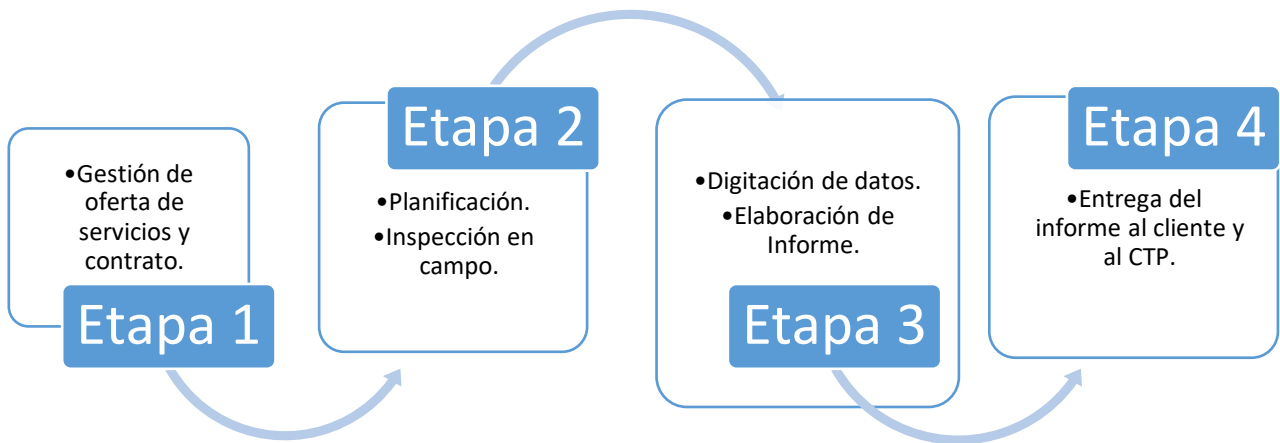 •Gestión de
oferta de
servicios y
contrato.
Etapa 1
Etapa 2
•Planificación.
•Inspección en
campo.
•Digitación de datos.
•Elaboración de
Informe.
Etapa 3
Etapa 4
•Entrega del
informe al cliente y
al CTP.